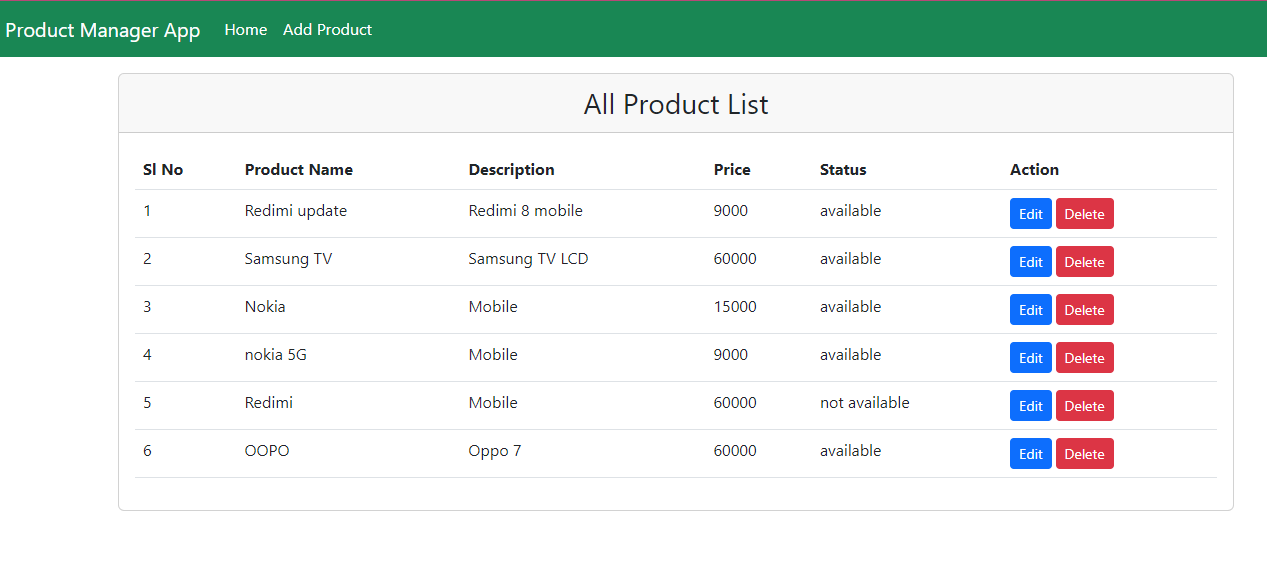 Product Manager App Home Add Product
All Product List
Sl No Product Name Description Price Status Action
1 Redimi update Redimi 8 mobile 9000 available Edit Delete
2 Samsung TV Samsung TV LCD 60000 available Edit Delete
3 Nokia Mobile 15000 available Edit Delete
4 nokia 5G Mobile 9000 available Edit Delete
5 Redimi Mobile 60000 not available Edit Delete
6 OOPO Oppo 7 60000 available Edit Delete